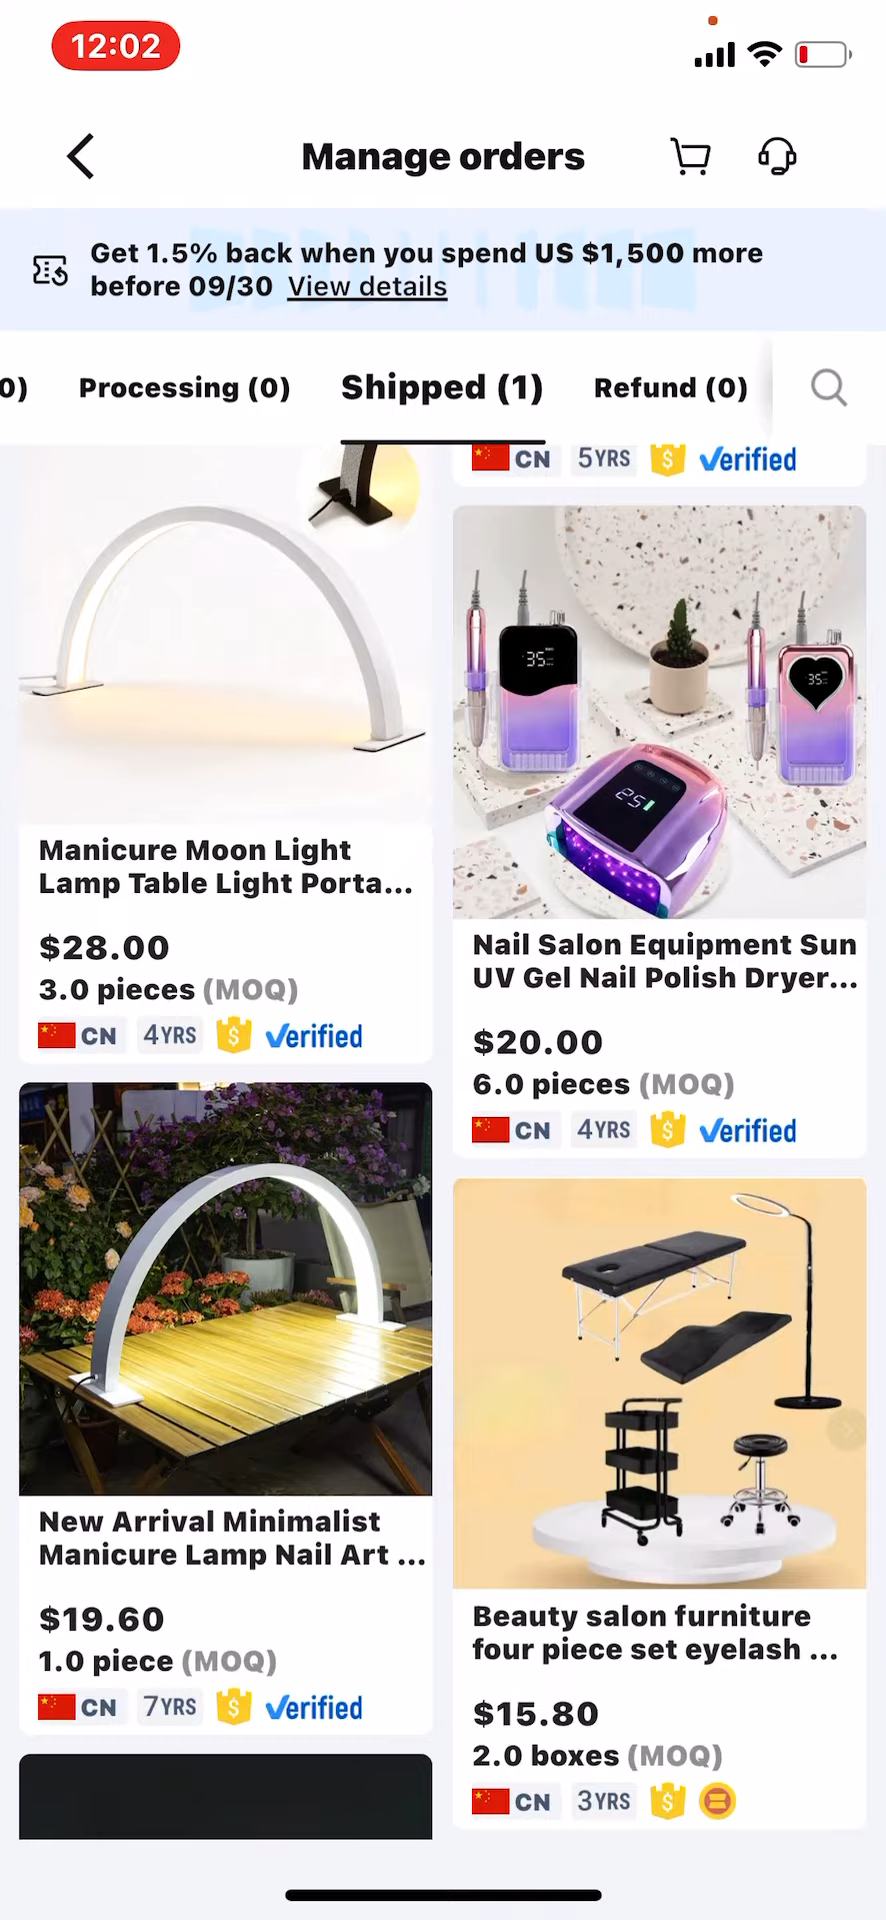 12:02
Manage orders
Get 1.5% back when you spend US $1,500 more
before 09/30 View details
0)
Processing (0)
Shipped (1)
Refund (0)
CN 5YRS $ Verified
Manicure Moon Light
Lamp Table Light Porta...
$28.00
3.0 pieces (MOQ)
CN 4YRS $ Verified
35
35
25
Nail Salon Equipment Sun
UV Gel Nail Polish Dryer...
$20.00
6.0 pieces (MOQ)
CN 4YRS $ Verified
New Arrival Minimalist
Manicure Lamp Nail Art ...
$19.60
1.0 piece (MOQ)
CN 7YRS $ Verified
Beauty salon furniture
four piece set eyelash ...
$15.80
2.0 boxes (MOQ)
CN 3YRS $